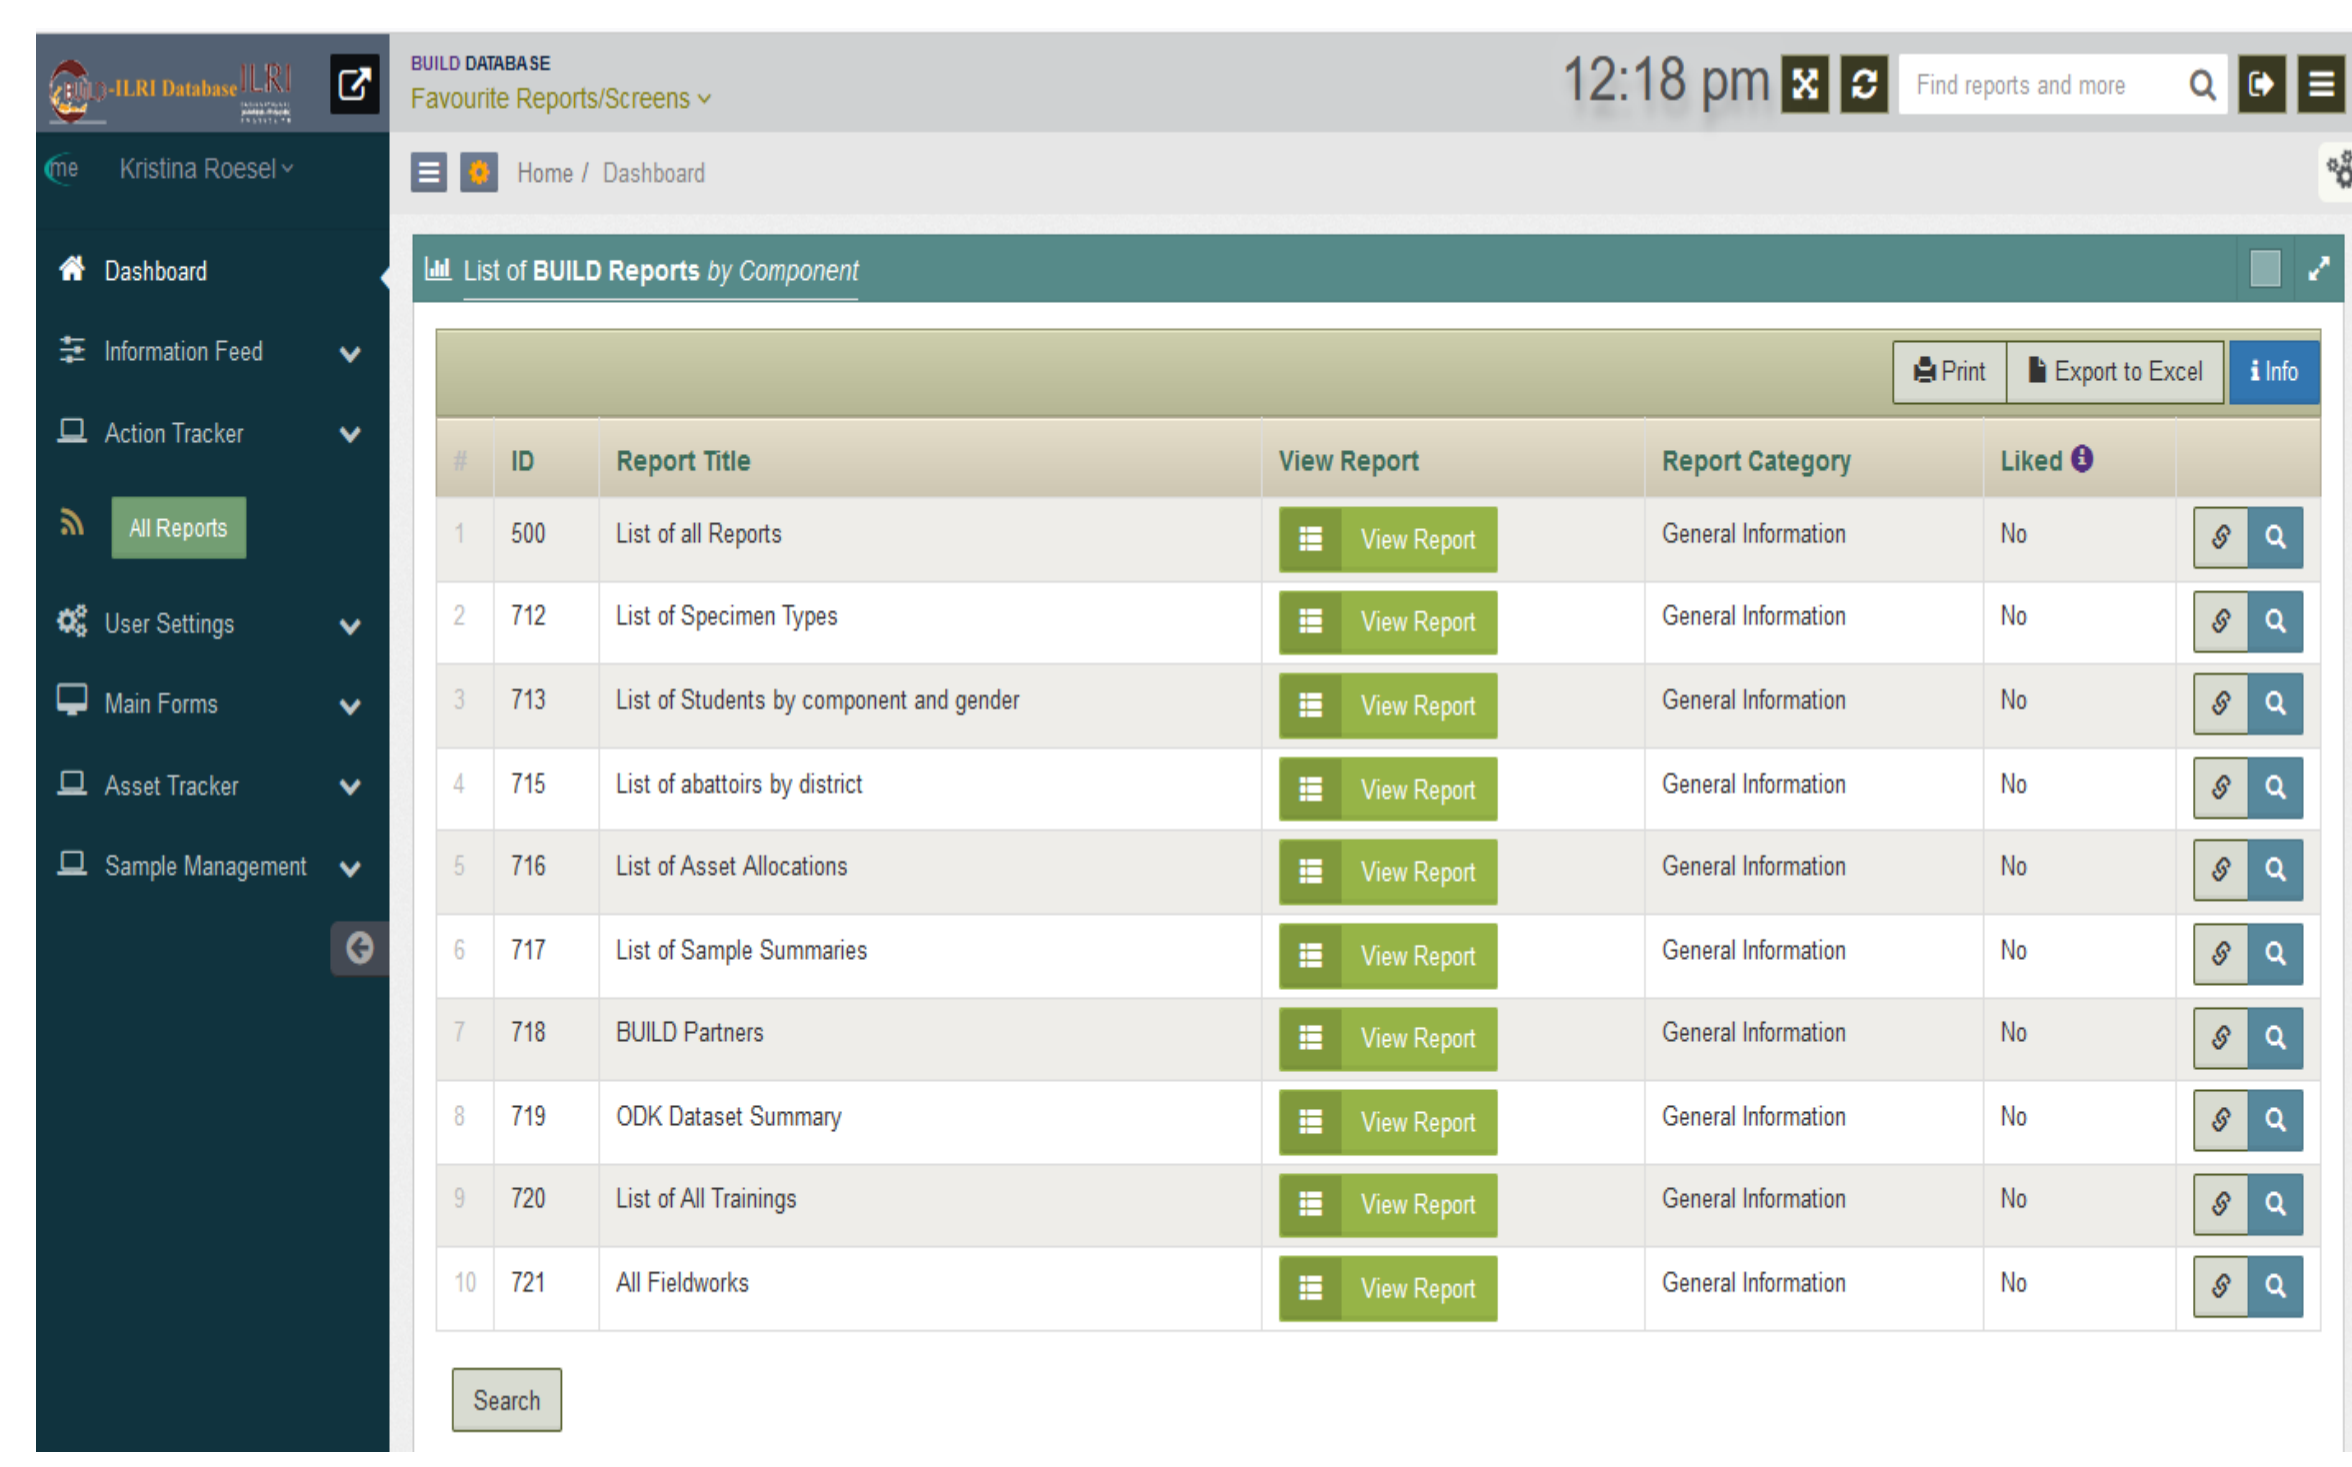 BUILD-ILRI Database ILRI
BUILD DATABASE
Favourite Reports/Screens
12:18 pm
Find reports and more
me Kristina Roesel
Home / Dashboard
Dashboard
Information Feed
Action Tracker
All Reports
User Settings
Main Forms
Asset Tracker
Sample Management
List of BUILD Reports by Component
Print Export to Excel i Info
# ID Report Title View Report Report Category Liked
1 500 List of all Reports View Report General Information No
2 712 List of Specimen Types View Report General Information No
3 713 List of Students by component and gender View Report General Information No
4 715 List of abattoirs by district View Report General Information No
5 716 List of Asset Allocations View Report General Information No
6 717 List of Sample Summaries View Report General Information No
7 718 BUILD Partners View Report General Information No
8 719 ODK Dataset Summary View Report General Information No
9 720 List of All Trainings View Report General Information No
10 721 All Fieldworks View Report General Information No
Search